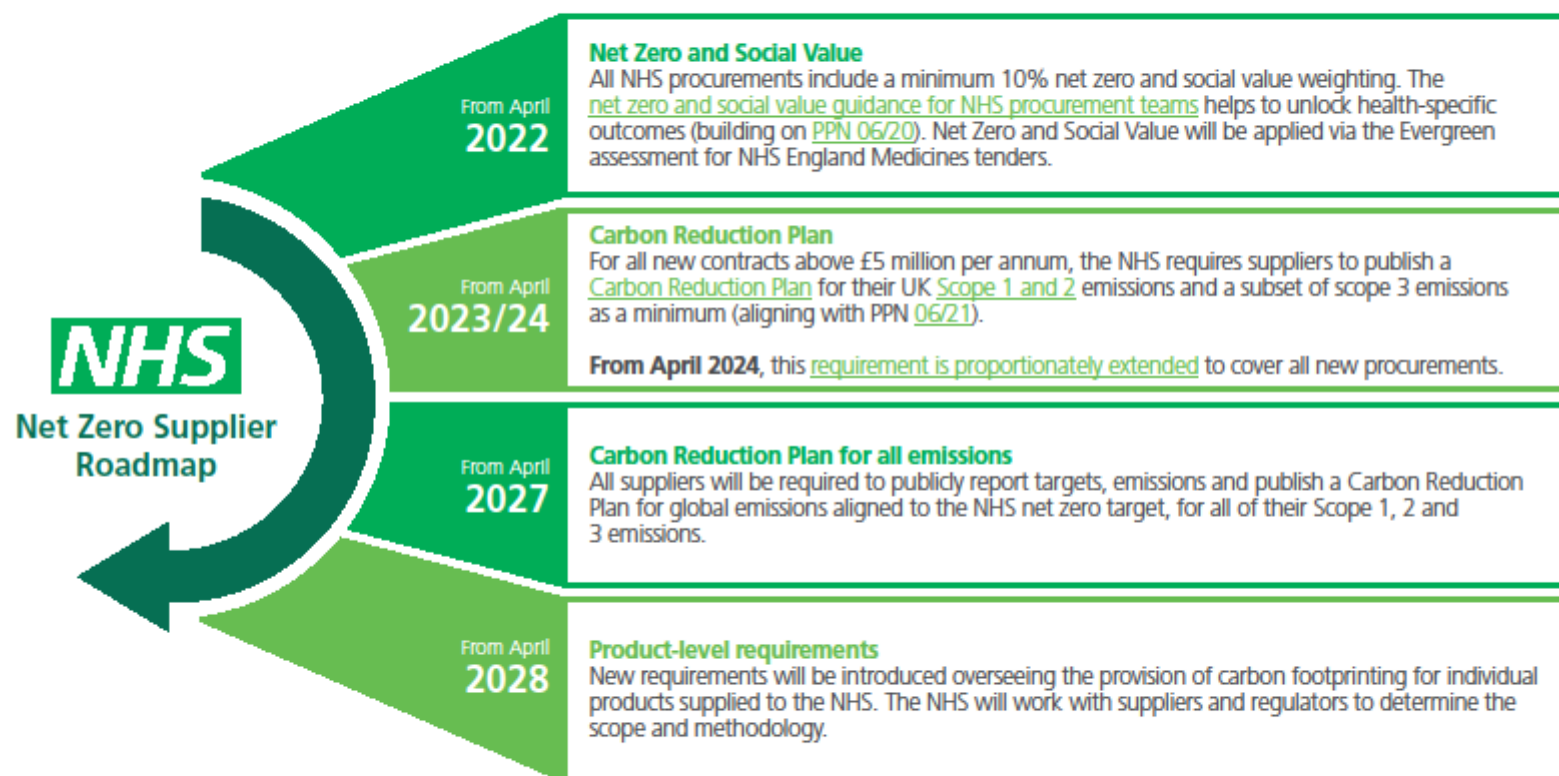 NHS
Net Zero Supplier
Roadmap
From April
2022
Net Zero and Social Value
All NHS procurements include a minimum 10% net zero and social value weighting. The
net zero and social value guidance for NHS procurement teams helps to unlock health-specific
outcomes (building on PPN 06/20). Net Zero and Social Value will be applied via the Evergreen
assessment for NHS England Medicines tenders.
From April
2023/24
Carbon Reduction Plan
For all new contracts above £5 million per annum, the NHS requires suppliers to publish a
Carbon Reduction Plan for their UK Scope 1 and 2 emissions and a subset of scope 3 emissions
as a minimum (aligning with PPN 06/21).
From April 2024, this requirement is proportionately extended to cover all new procurements.
From April
2027
Carbon Reduction Plan for all emissions
All suppliers will be required to publicly report targets, emissions and publish a Carbon Reduction
Plan for global emissions aligned to the NHS net zero target, for all of their Scope 1, 2 and
3 emissions.
From April
2028
Product-level requirements
New requirements will be introduced overseeing the provision of carbon footprinting for individual
products supplied to the NHS. The NHS will work with suppliers and regulators to determine the
scope and methodology.